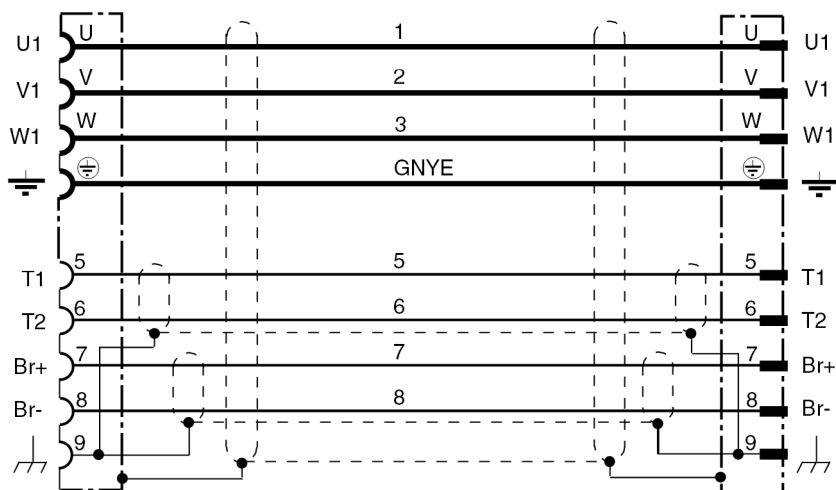 U1 U 1 U U1
V1 V 2 V V1
W1 W 3 W W1
GNYE
T1 5 5 5 T1
T2 6 6 6 T2
Br+ 7 7 7 Br+
Br- 8 8 8 Br-
9 9